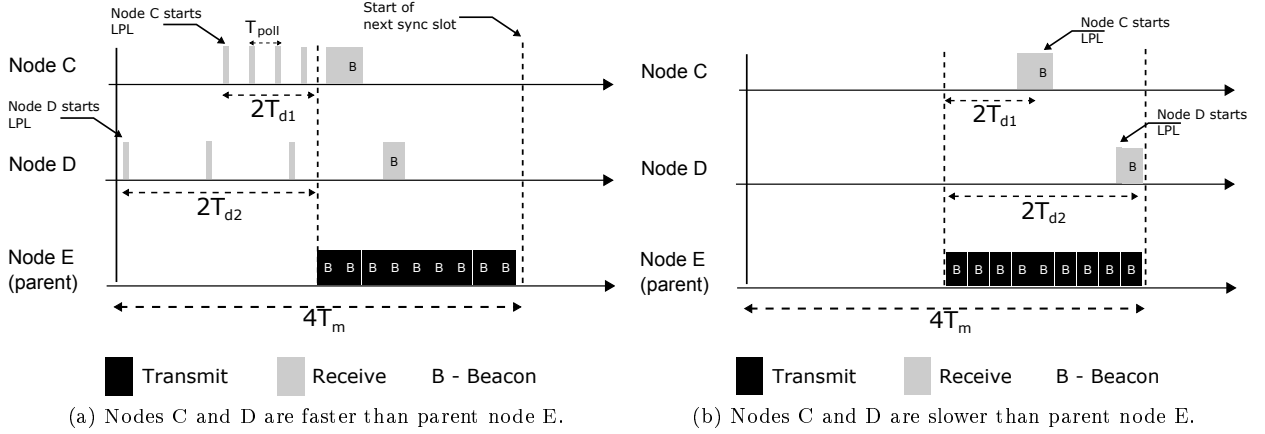 Node C starts
LPL
T_poll
Start of
next sync slot
Node C
B
2T_d1
Node D starts
LPL
Node D
B
2T_d2
Node E
(parent)
B B B B B B B B B
4T_m
Transmit
Receive
B - Beacon
(a) Nodes C and D are faster than parent node E.
Node C starts
LPL
Node C
B
2T_d1
Node D starts
LPL
Node D
B
2T_d2
Node E
(parent)
B B B B B B B B B
4T_m
Transmit
Receive
B - Beacon
(b) Nodes C and D are slower than parent node E.